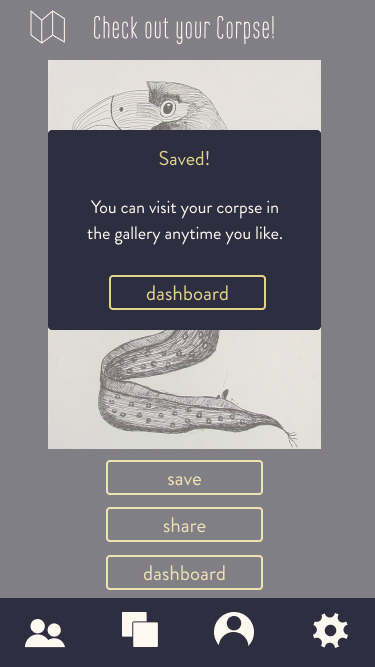 Check out your Corpse!
Saved!
You can visit your corpse in
the gallery anytime you like.
dashboard
save
share
dashboard